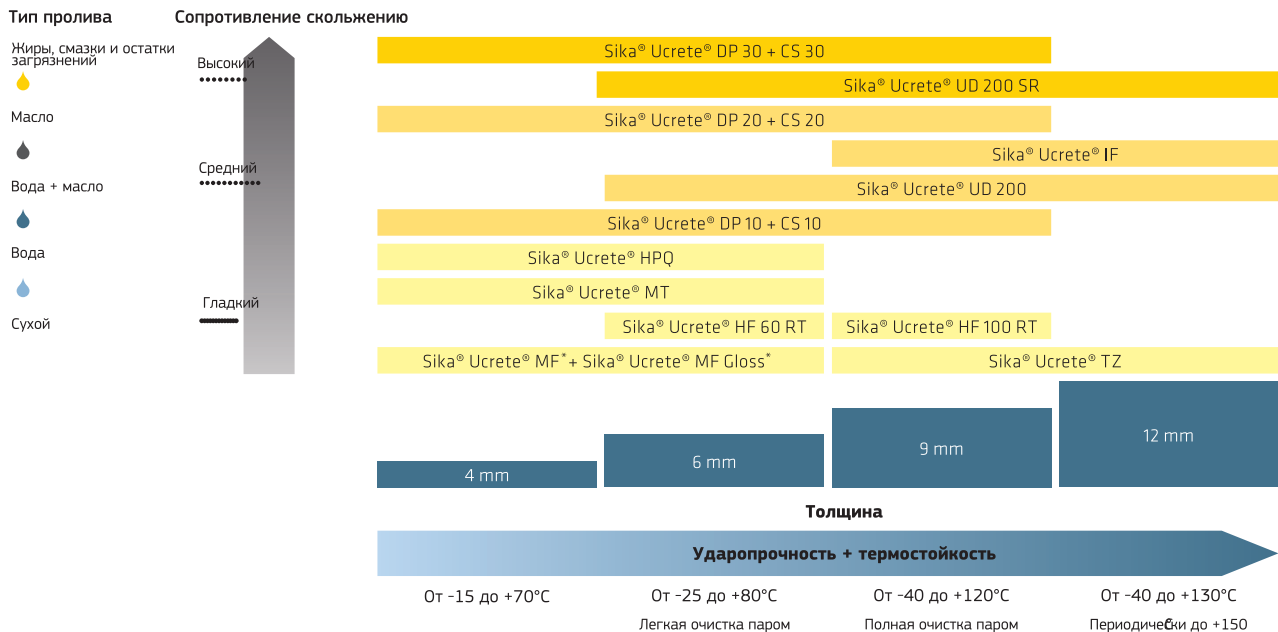 Тип пролива
Сопротивление скольжению
Жиры, смазки и остатки
загрязнений
Масло
Вода + масло
Вода
Сухой
Высокий
Средний
Гладкий
Sika® Ucrete® DP 30 + CS 30
Sika® Ucrete® UD 200 SR
Sika® Ucrete® DP 20 + CS 20
Sika® Ucrete® IF
Sika® Ucrete® UD 200
Sika® Ucrete® DP 10 + CS 10
Sika® Ucrete® HPQ
Sika® Ucrete® MT
Sika® Ucrete® HF 60 RT
Sika® Ucrete® HF 100 RT
Sika® Ucrete® MF* + Sika® Ucrete® MF Gloss*
Sika® Ucrete® TZ
4 mm
6 mm
9 mm
12 mm
Толщина
Ударопрочность + термостойкость
От -15 до +70°C
От -25 до +80°C
От -40 до +120°C
От -40 до +130°C
Легкая очистка паром
Полная очистка паром
Периодически до +150